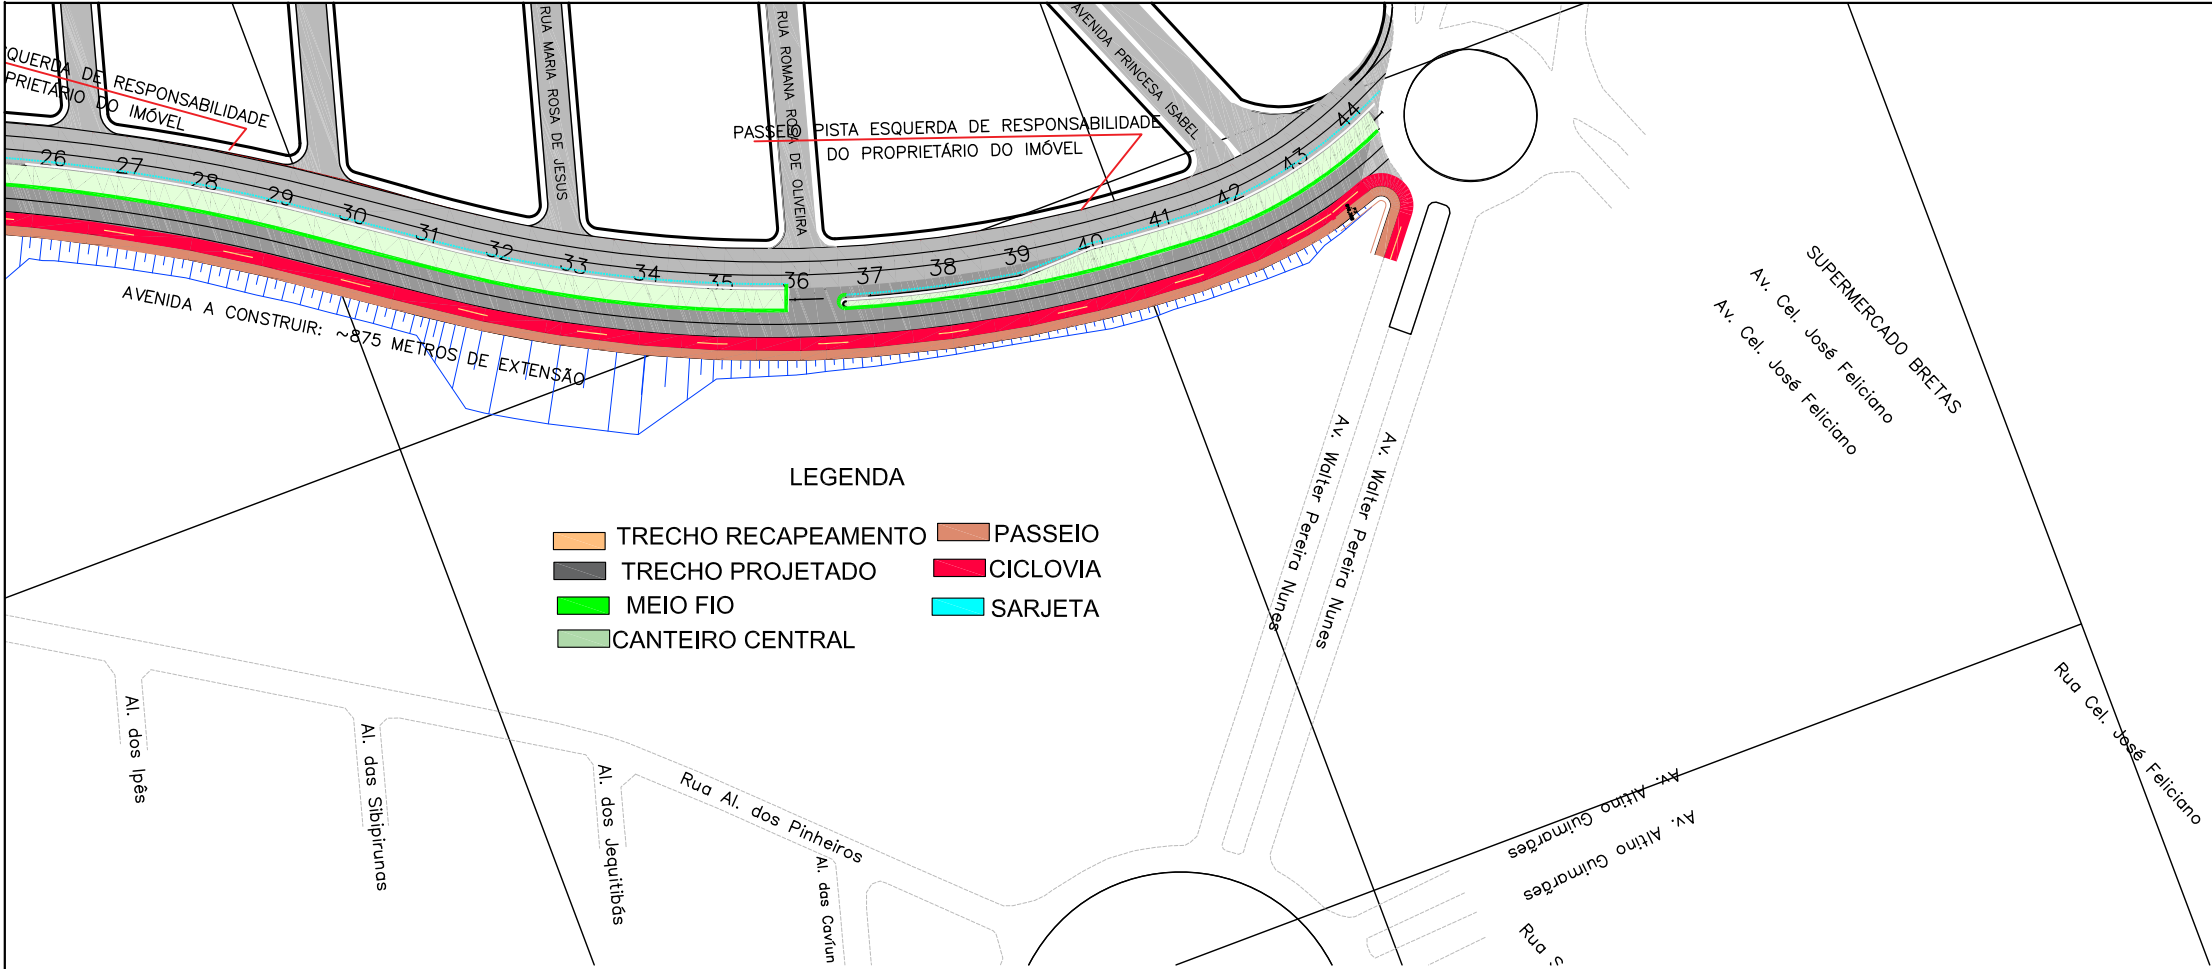 RUA MARIA ROSA DE JESUS
RUA ROMANA ROSA DE OLIVEIRA
AVENIDA PRINCESA ISABEL
QUERDA DE RESPONSABILIDADE
PRIETÁRIO DO IMÓVEL
PASSEIO PISTA ESQUERDA DE RESPONSABILIDADE
DO PROPRIETÁRIO DO IMÓVEL
26
27
28
29
30
31
32
33
34
35
36
37
38
39
40
41
42
43
44
AVENIDA A CONSTRUIR: ~875 METROS DE EXTENSÃO
SUPERMERCADO BRETAS
Av. Cel. José Feliciano
Av. Cel. José Feliciano
Av. Walter Pereira Nunes
Av. Walter Pereira Nunes
LEGENDA
TRECHO RECAPEAMENTO
PASSEIO
TRECHO PROJETADO
CICLOVIA
MEIO FIO
SARJETA
CANTEIRO CENTRAL
Al. dos Ipês
Al. das Sibipirunas
Al. dos Jequitibás
Rua Al. dos Pinheiros
Al. das Caviun
Av. Altino Guimarães
Av. Altino Guimarães
Rua Cel. José Feliciano
Rua S.